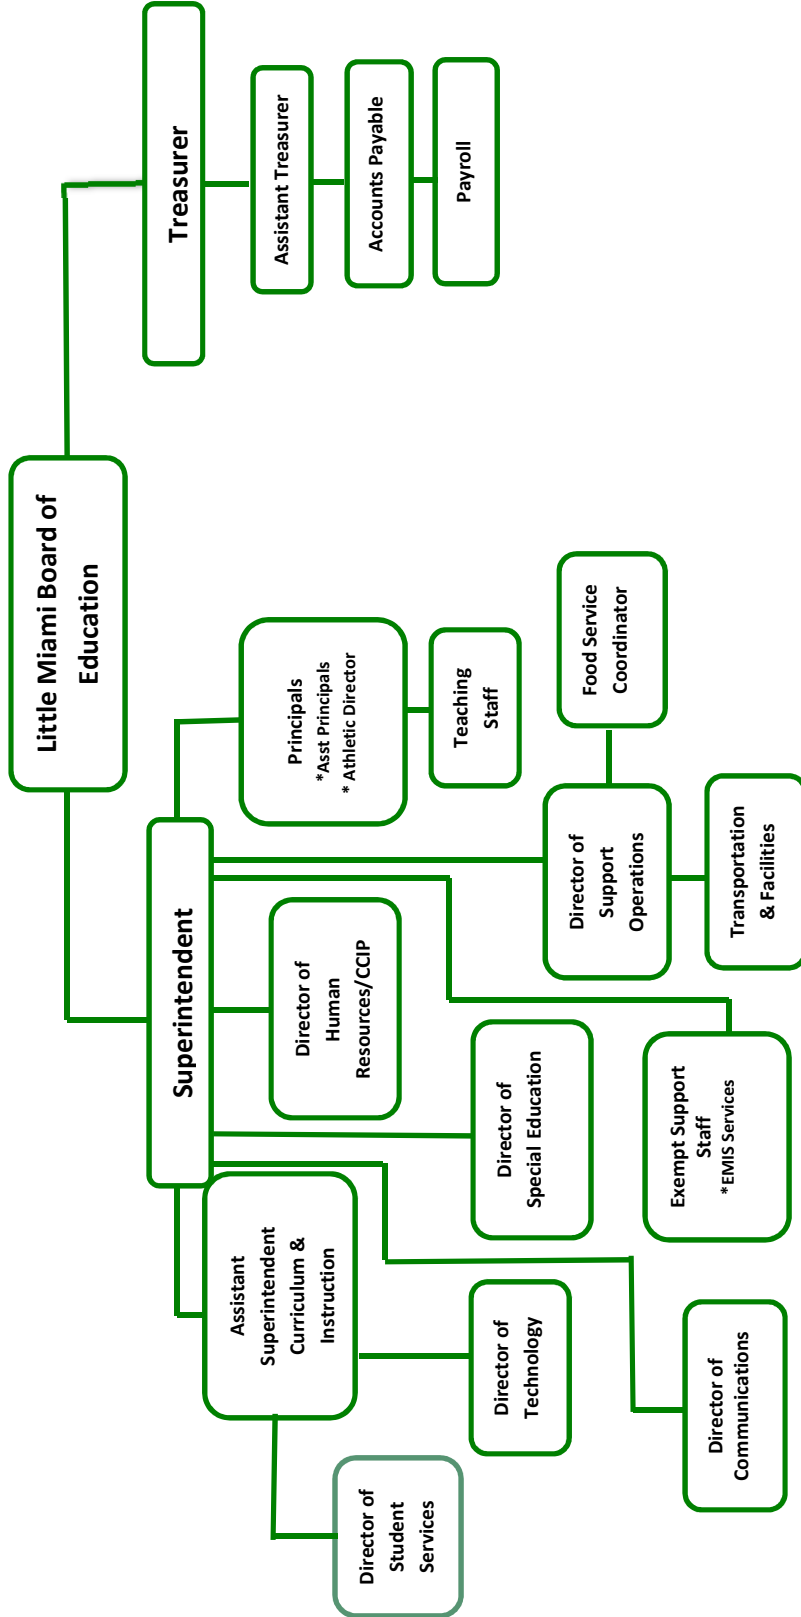 Little Miami Board of
Education
Superintendent
Treasurer
Assistant
Superintendent
Curriculum &
Instruction
Director of
Human
Resources/CCIP
Principals
*Asst Principals
* Athletic Director
Assistant Treasurer
Accounts Payable
Payroll
Director of
Student
Services
Director of
Technology
Director of
Special Education
Teaching
Staff
Director of
Support
Operations
Food Service
Coordinator
Director of
Communications
Exempt Support
Staff
*EMIS Services
Transportation
& Facilities